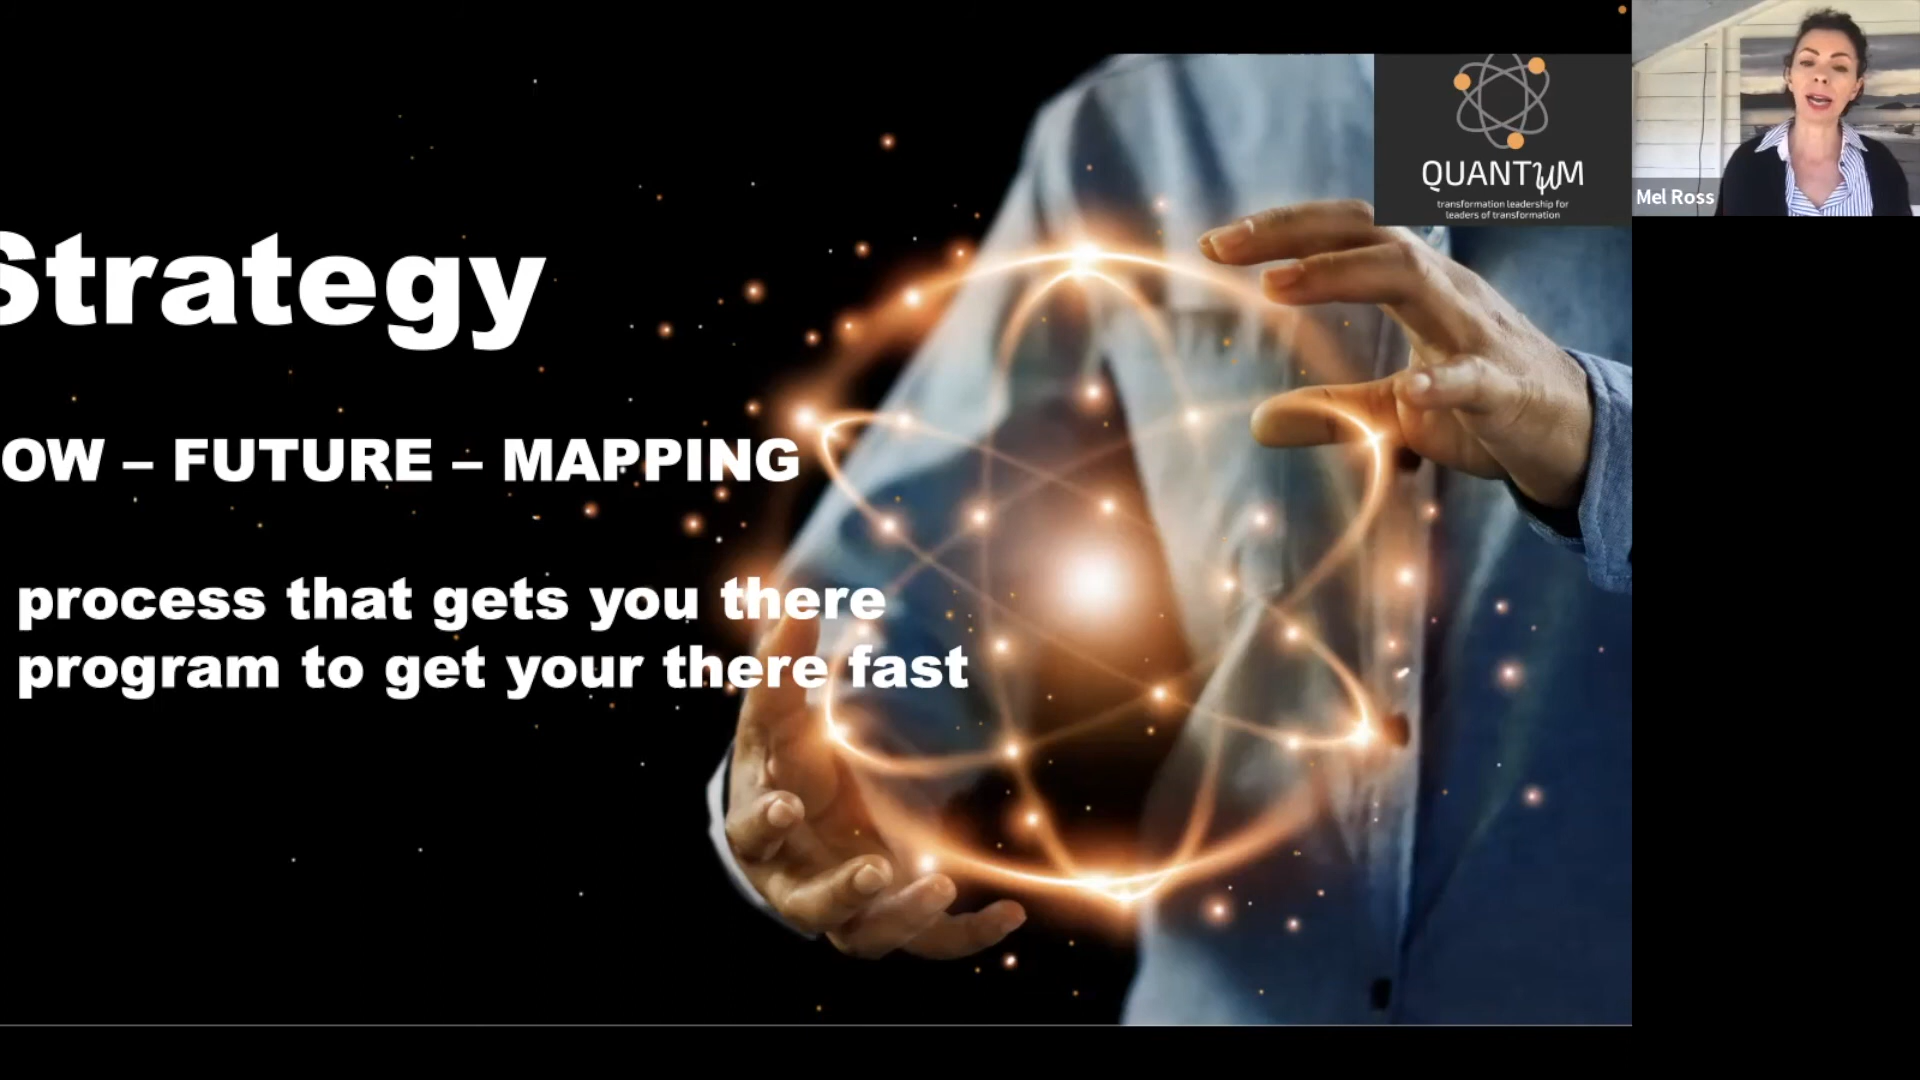 Strategy
OW – FUTURE – MAPPING
process that gets you there
program to get your there fast
QUANTUM
transformation leadership for
leaders of transformation
Mel Ross